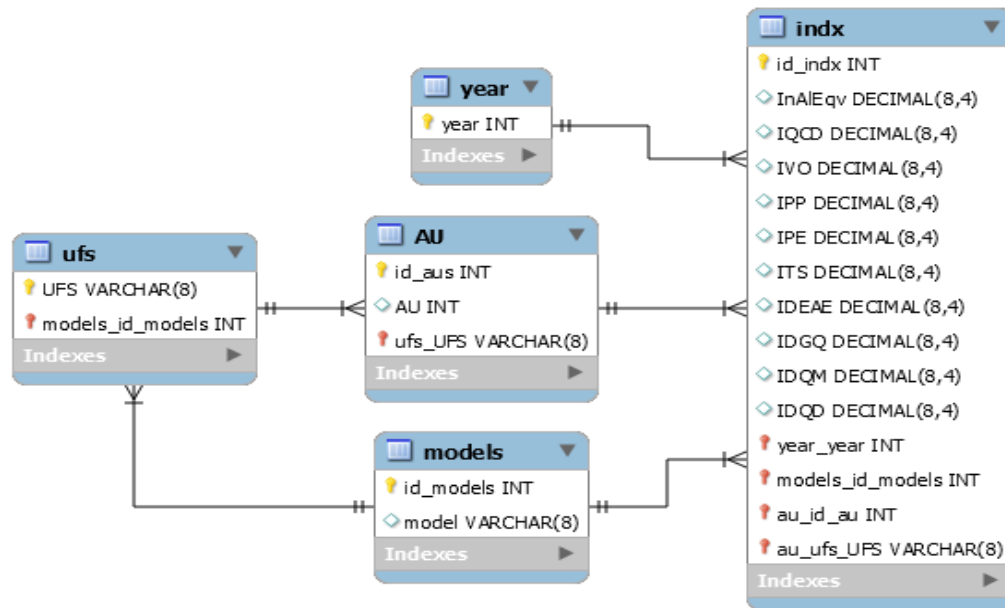 year
year INT
Indexes
ufs
UFS VARCHAR(8)
models_id_models INT
Indexes
AU
id_aus INT
AU INT
ufs_UFS VARCHAR(8)
Indexes
models
id_models INT
model VARCHAR(8)
Indexes
indx
id_indx INT
InAlEqv DECIMAL(8,4)
IQCD DECIMAL(8,4)
IVO DECIMAL(8,4)
IPP DECIMAL(8,4)
IPE DECIMAL(8,4)
ITS DECIMAL(8,4)
IDEAE DECIMAL(8,4)
IDGQ DECIMAL(8,4)
IDQM DECIMAL(8,4)
IDQD DECIMAL(8,4)
year_year INT
models_id_models INT
au_id_au INT
au_ufs_UFS VARCHAR(8)
Indexes